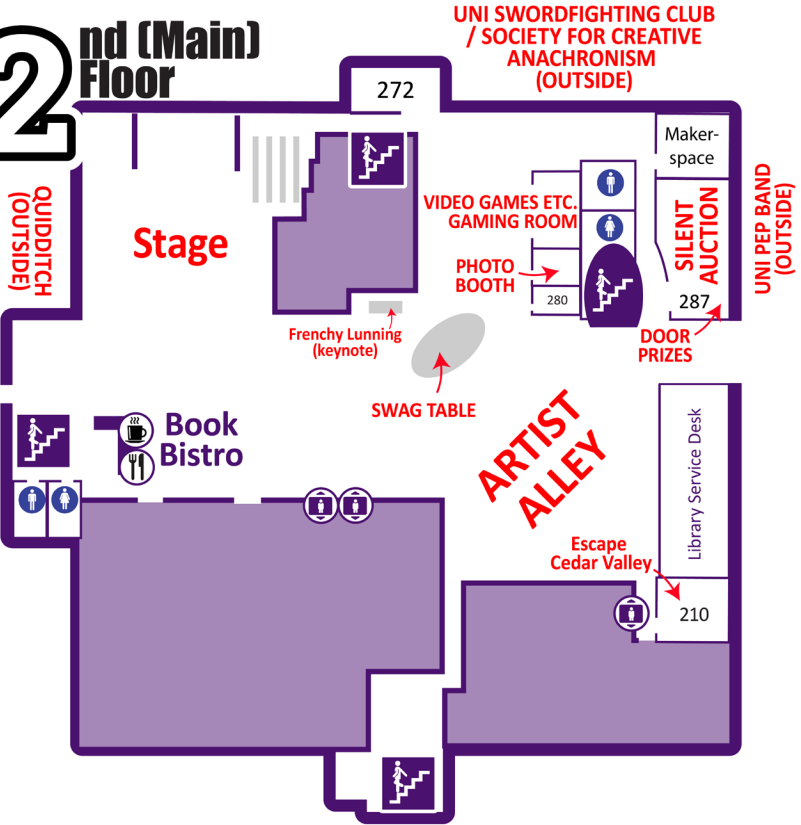 2nd (Main)
Floor
UNI SWORDFIGHTING CLUB
/ SOCIETY FOR CREATIVE
ANACHRONISM
(OUTSIDE)
272
Maker-
space
QUIDDITCH
(OUTSIDE)
Stage
VIDEO GAMES ETC.
GAMING ROOM
SILENT
AUCTION
UNI PEP BAND
(OUTSIDE)
PHOTO
BOOTH
280
287
Frenchy Lunning
(keynote)
DOOR
PRIZES
SWAG TABLE
Book
Bistro
ARTIST
ALLEY
Library Service Desk
Escape
Cedar Valley
210